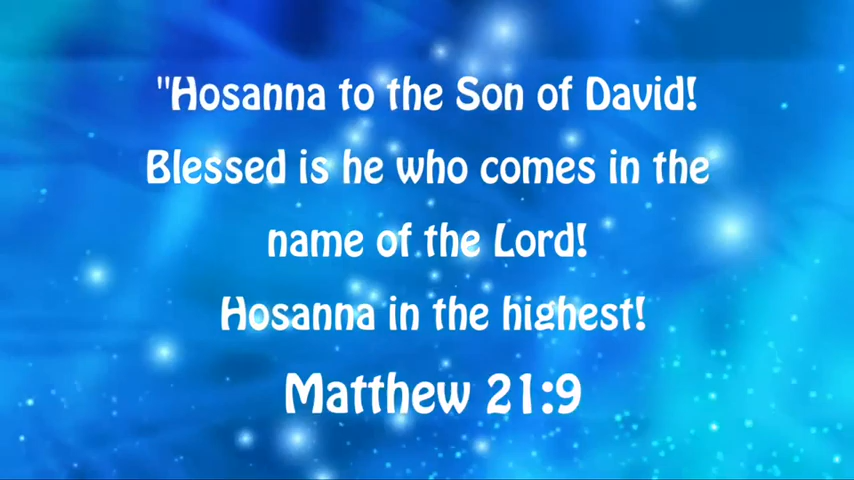 "Hosanna to the Son of David!
Blessed is he who comes in the
name of the Lord!
Hosanna in the highest!
Matthew 21:9